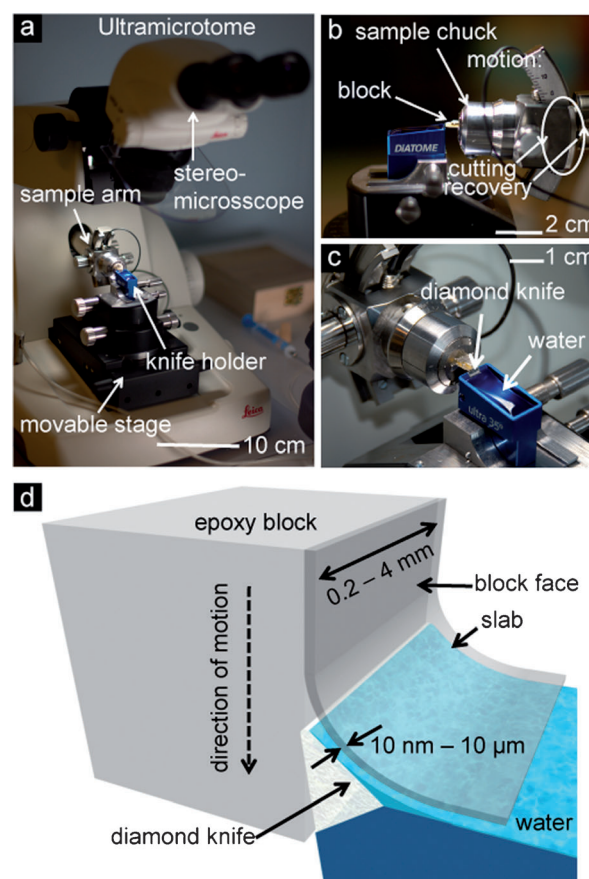 a
Ultramicrotome
Leica
stereo-
microsscope
sample arm
knife holder
movable stage
Leica
10 cm
b
sample chuck
motion:
block
DIATOME
cutting
recovery
2 cm
c
1 cm
diamond knife
water
ultra 35°
d
epoxy block
0.2 – 4 mm
block face
slab
direction of motion
10 nm – 10 µm
diamond knife
water